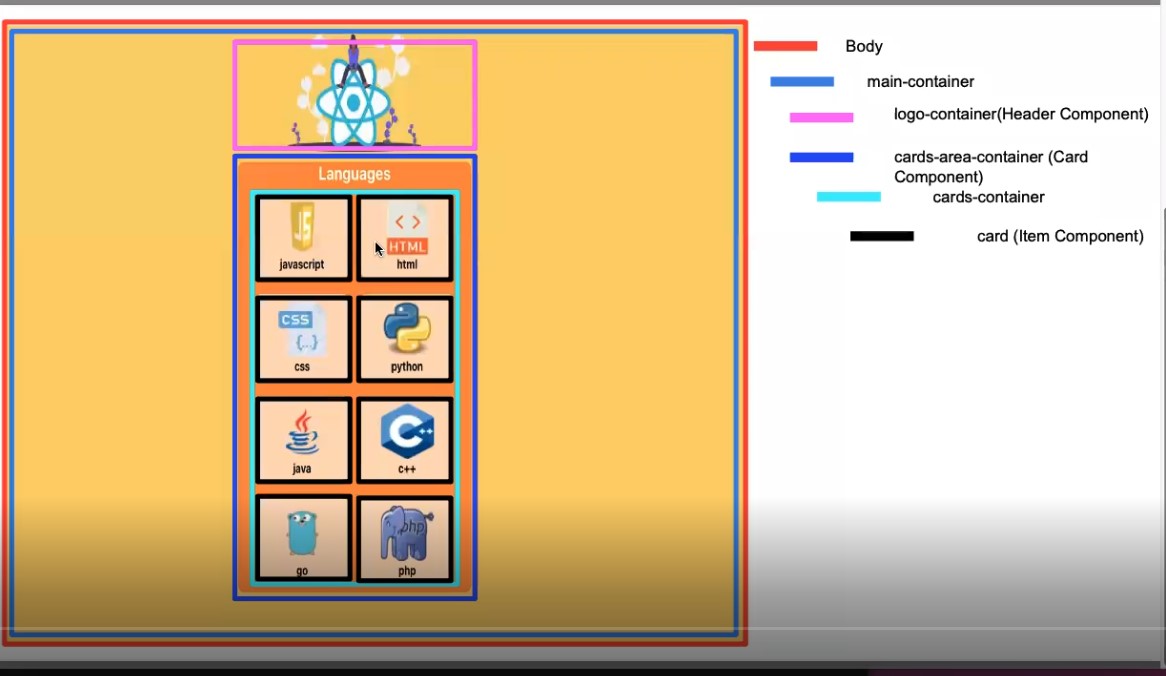 Body
main-container
logo-container(Header Component)
cards-area-container (Card
Component)
cards-container
card (Item Component)
Languages
JS
javascript
< >
HTML
html
CSS
{..}
css
python
java
C++
c++
go
php
php